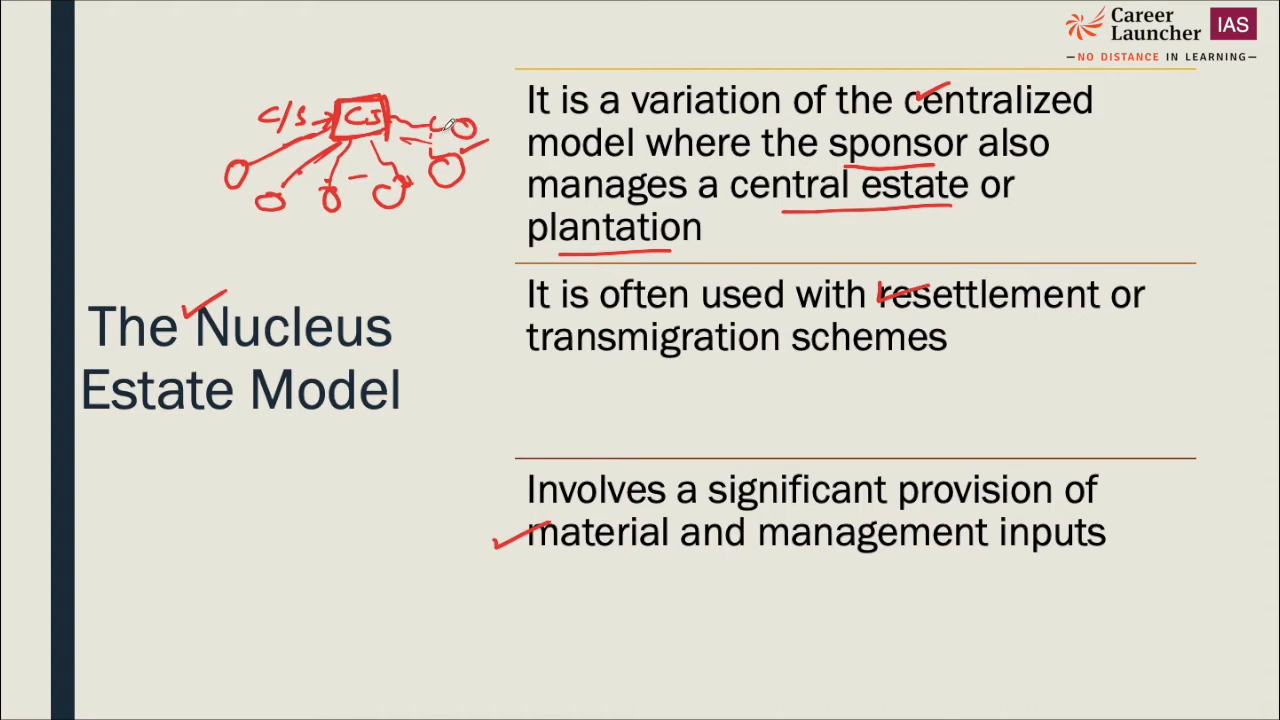 Career
Launcher
IAS
NO DISTANCE IN LEARNING
C/S
CS
It is a variation of the centralized
model where the sponsor also
manages a central estate or
plantation
The Nucleus
Estate Model
It is often used with resettlement or
transmigration schemes
Involves a significant provision of
material and management inputs